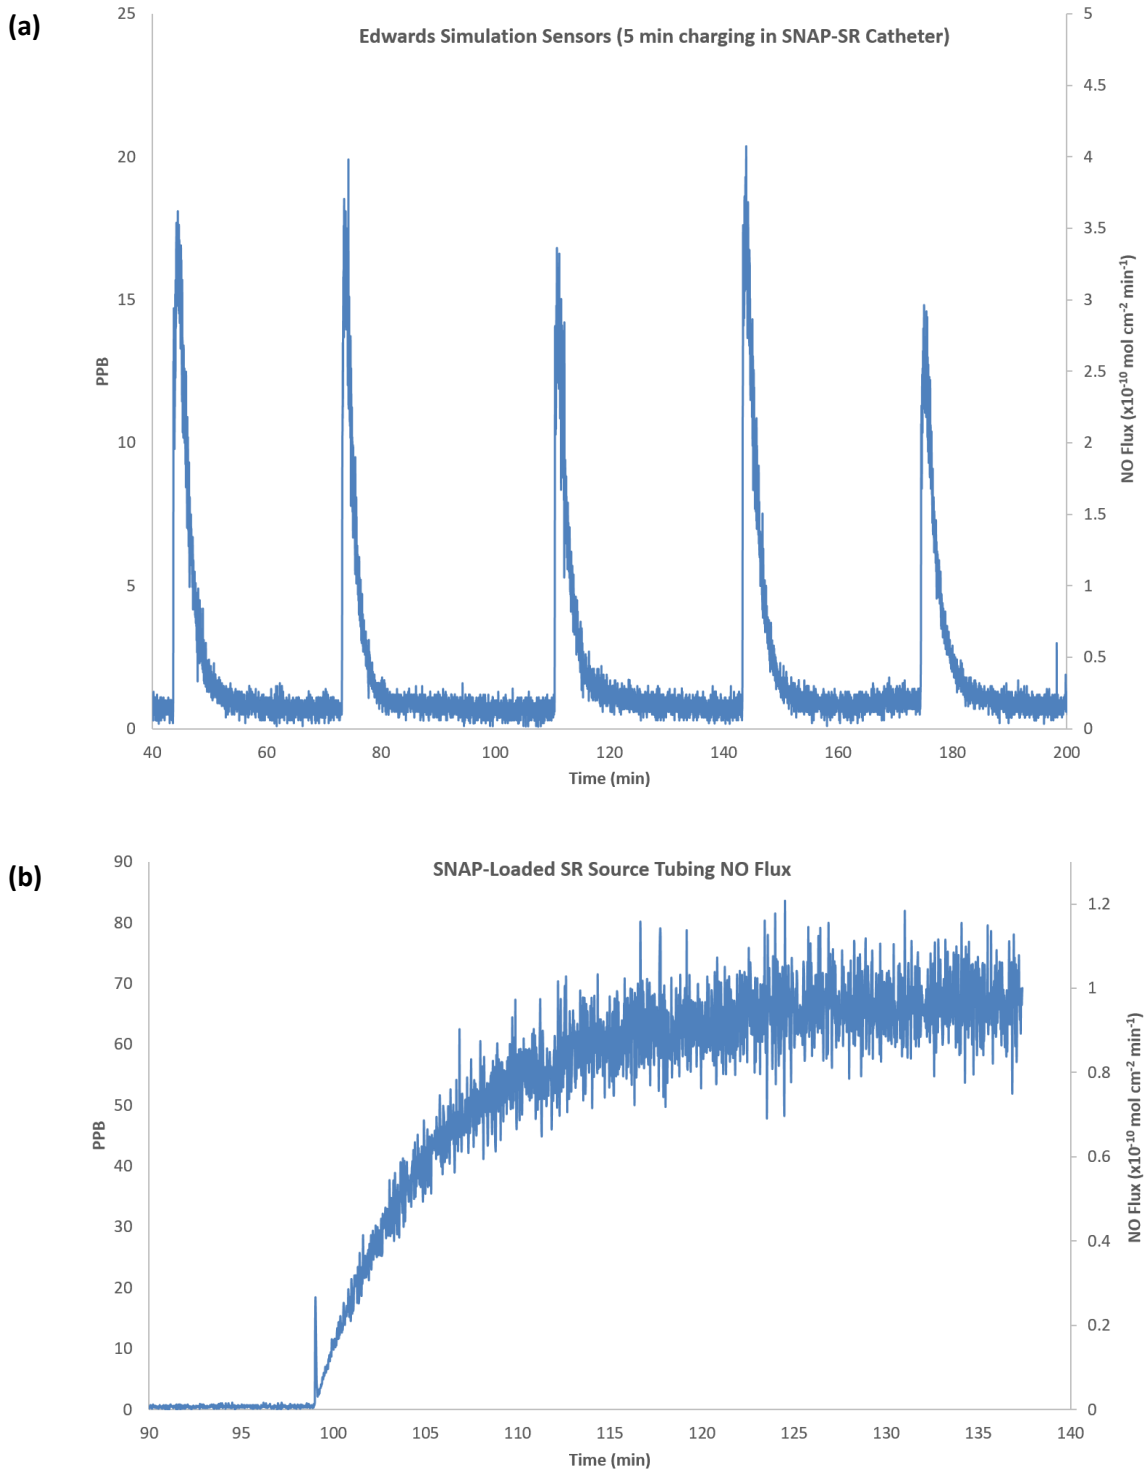 (a)
Edwards Simulation Sensors (5 min charging in SNAP-SR Catheter)
25
20
15
10
5
0
PPB
5
4.5
4
3.5
3
2.5
2
1.5
1
0.5
0
NO Flux (x10⁻¹⁰ mol cm⁻² min⁻¹)
40 60 80 100 120 140 160 180 200
Time (min)
(b)
SNAP-Loaded SR Source Tubing NO Flux
90
80
70
60
50
40
30
20
10
0
PPB
1.2
1
0.8
0.6
0.4
0.2
0
NO Flux (x10⁻¹⁰ mol cm⁻² min⁻¹)
90 95 100 105 110 115 120 125 130 135 140
Time (min)